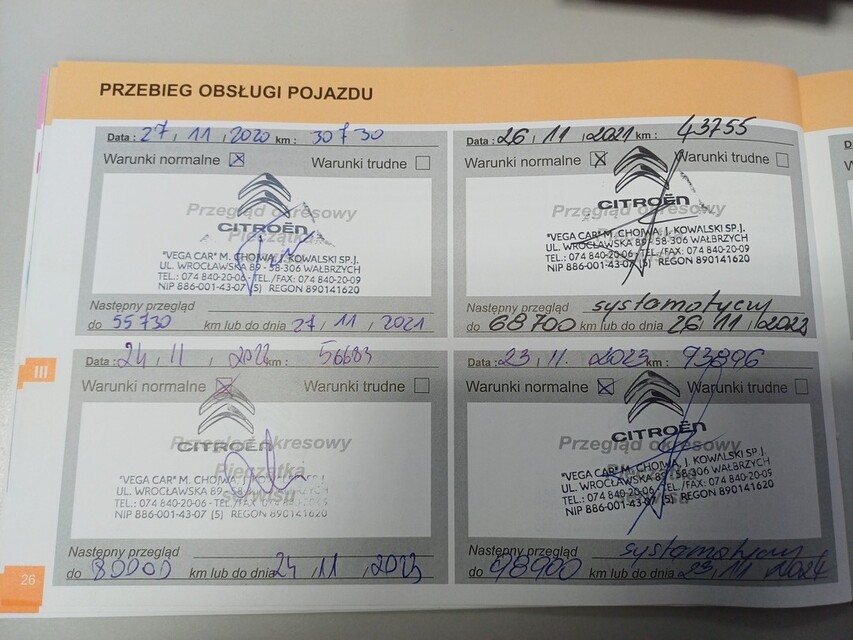 PRZEBIEG OBSŁUGI POJAZDU
Data : 27 11 2020 km : 30730
Warunki normalne Warunki trudne
Przegląd okresowy
CITROËN
Pieczątka
"VEGA CAR" M. CHOJWA, J. KOWALSKI SP.J.
UL. WROCŁAWSKA 89 - 58-306 WAŁBRZYCH
TEL.: 074 840-20-06 - TEL./FAX: 074 840-20-09
NIP 886-001-43-07 [5] REGON 890141620
Następny przegląd
do 55730 km lub do dnia 27 11 2021
Data : 26 11 2021 km : 43755
Warunki normalne Warunki trudne
CITROËN
Przegląd okresowy
"VEGA CAR" M. CHOJWA, J. KOWALSKI SP.J.
UL. WROCŁAWSKA 89 - 58-306 WAŁBRZYCH
TEL.: 074 840-20-06 - TEL./FAX: 074 840-20-09
NIP 886-001-43-07 [5] REGON 890141620
Następny przegląd systematyczny
do 68700 km lub do dnia 26 11 2022
Data : 24 11 2022 km : 56683
Warunki normalne Warunki trudne
Przegląd okresowy
CITROËN
Pieczątka
"VEGA CAR" M. CHOJWA, J. KOWALSKI SP.J.
UL. WROCŁAWSKA 89 - 58-306 WAŁBRZYCH
serwisu
TEL.: 074 840-20-06 - TEL./FAX 074 840-20-09
NIP 886-001-43-07 [5] REGON 890141620
Następny przegląd
do 80000 km lub do dnia 24 11 2023
Data : 23 11. 2023 km : 73896
Warunki normalne Warunki trudne
CITROËN
Przegląd okresowy
"VEGA CAR" M. CHOJWA, J. KOWALSKI SP.J.
UL. WROCŁAWSKA 89 - 58-306 WAŁBRZYCH
TEL.: 074 840-20-06 - TEL./FAX: 074 840-20-09
NIP 886-001-43-07 [5] REGON 890141620
Następny przegląd systematyczny
do 98900 km lub do dnia 23 11 2024
III
26